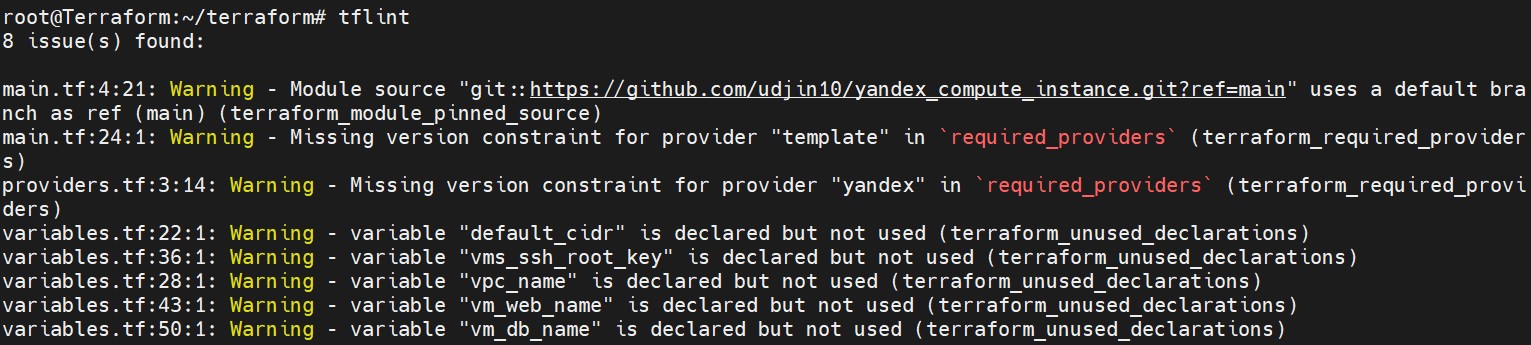 root@Terraform:~/terraform# tflint
8 issue(s) found:
main.tf:4:21: Warning - Module source "git::https://github.com/udjin10/yandex_compute_instance.git?ref=main" uses a default bra
nch as ref (main) (terraform_module_pinned_source)
main.tf:24:1: Warning - Missing version constraint for provider "template" in `required_providers` (terraform_required_provider
s)
providers.tf:3:14: Warning - Missing version constraint for provider "yandex" in `required_providers` (terraform_required_provi
ders)
variables.tf:22:1: Warning - variable "default_cidr" is declared but not used (terraform_unused_declarations)
variables.tf:36:1: Warning - variable "vms_ssh_root_key" is declared but not used (terraform_unused_declarations)
variables.tf:28:1: Warning - variable "vpc_name" is declared but not used (terraform_unused_declarations)
variables.tf:43:1: Warning - variable "vm_web_name" is declared but not used (terraform_unused_declarations)
variables.tf:50:1: Warning - variable "vm_db_name" is declared but not used (terraform_unused_declarations)